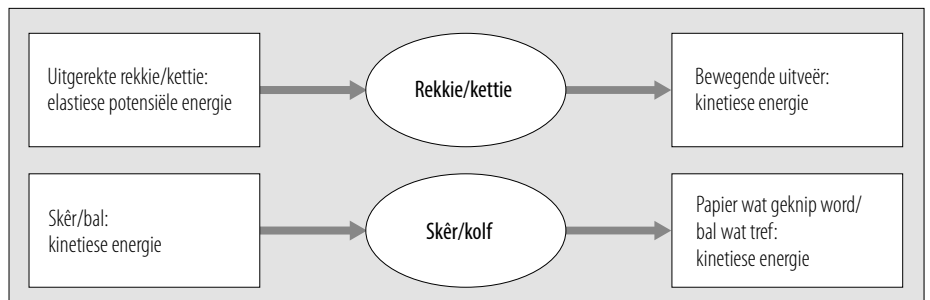 Uitgerekte rekkie/kettie:
elastiese potensiële energie
Rekkie/kettie
Bewegende uitveër:
kinetiese energie
Skêr/bal:
kinetiese energie
Skêr/kolf
Papier wat geknip word/
bal wat tref:
kinetiese energie